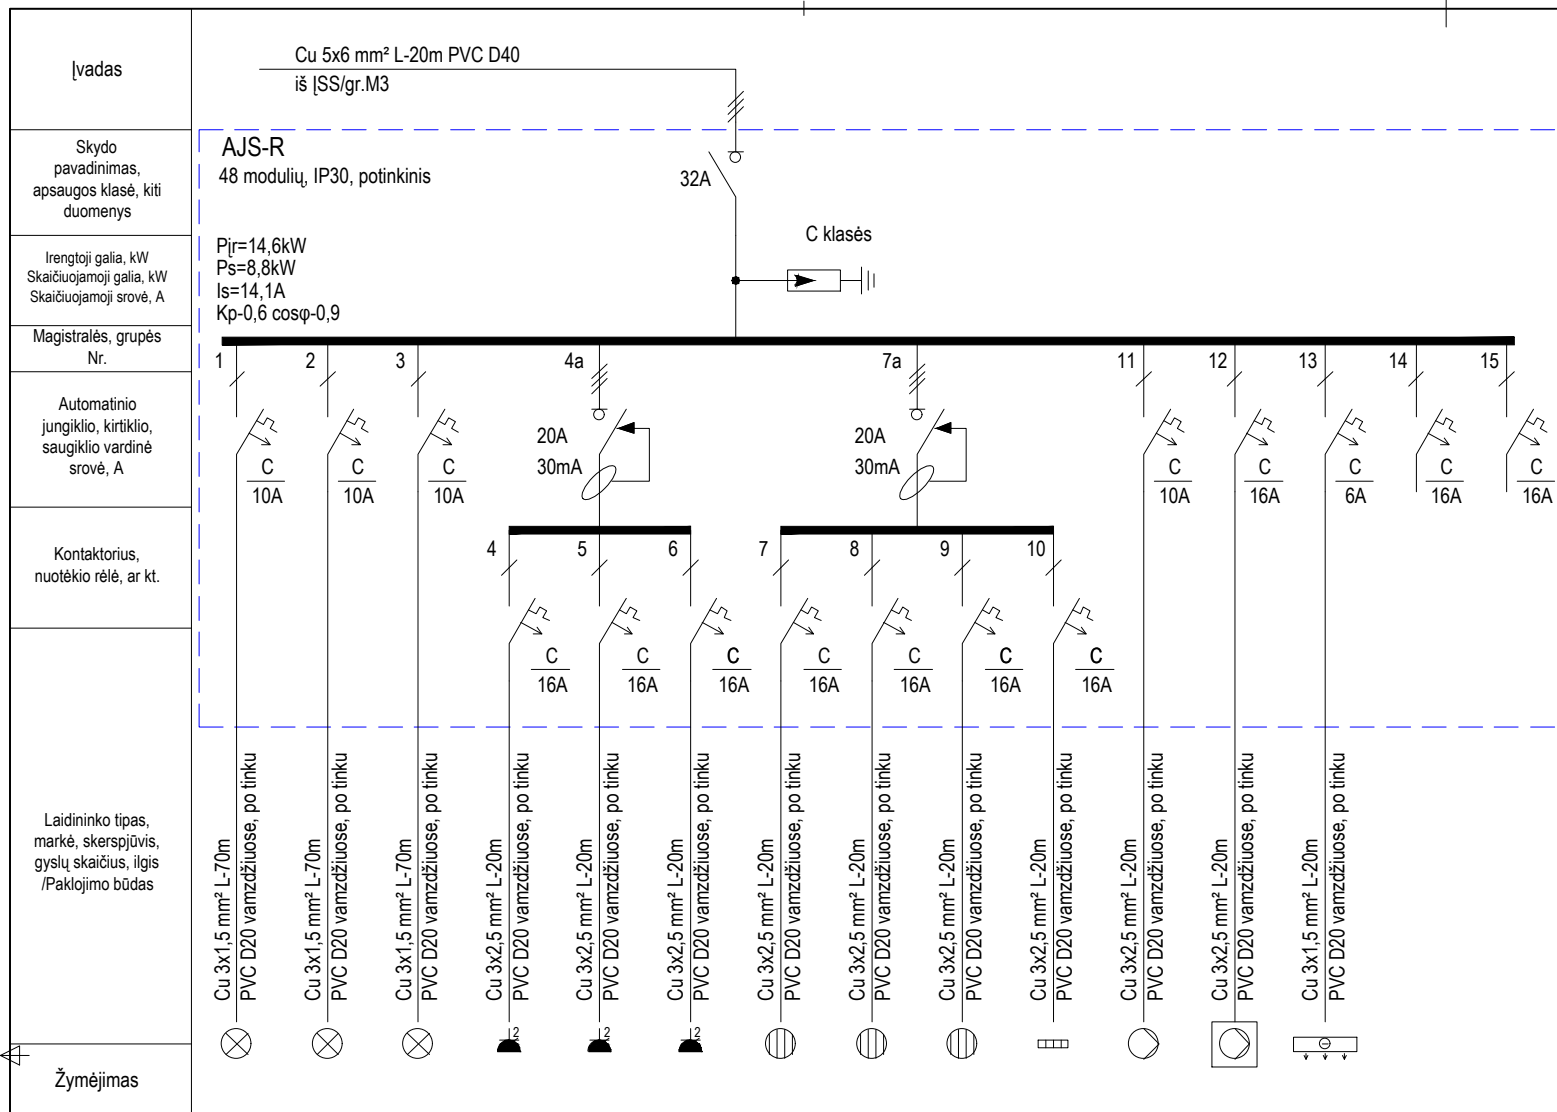 Įvadas
Cu 5x6 mm² L-20m PVC D40
iš ĮSS/gr.M3
Skydo
pavadinimas,
apsaugos klasė, kiti
duomenys
AJS-R
48 modulių, IP30, potinkinis
32A
Irengtoji galia, kW
Skaičiuojamoji galia, kW
Skaičiuojamoji srovė, A
Pįr=14,6kW
Ps=8,8kW
Is=14,1A
Kp-0,6 cosφ-0,9
C klasės
Magistralės, grupės
Nr.
1 2 3 4a 7a 11 12 13 14 15
Automatinio
jungiklio, kirtiklio,
saugiklio vardinė
srovė, A
C
10A
C
10A
C
10A
20A
30mA
20A
30mA
C
10A
C
16A
C
6A
C
16A
C
16A
Kontaktorius,
nuotėkio rėlė, ar kt.
4 5 6 7 8 9 10
C
16A
C
16A
C
16A
C
16A
C
16A
C
16A
C
16A
Laidininko tipas,
markė, skerspjūvis,
gyslų skaičius, ilgis
/Paklojimo būdas
Cu 3x1,5 mm² L-70m
PVC D20 vamzdžiuose, po tinku
Cu 3x1,5 mm² L-70m
PVC D20 vamzdžiuose, po tinku
Cu 3x1,5 mm² L-70m
PVC D20 vamzdžiuose, po tinku
Cu 3x2,5 mm² L-20m
PVC D20 vamzdžiuose, po tinku
Cu 3x2,5 mm² L-20m
PVC D20 vamzdžiuose, po tinku
Cu 3x2,5 mm² L-20m
PVC D20 vamzdžiuose, po tinku
Cu 3x2,5 mm² L-20m
PVC D20 vamzdžiuose, po tinku
Cu 3x2,5 mm² L-20m
PVC D20 vamzdžiuose, po tinku
Cu 3x2,5 mm² L-20m
PVC D20 vamzdžiuose, po tinku
Cu 3x2,5 mm² L-20m
PVC D20 vamzdžiuose, po tinku
Cu 3x2,5 mm² L-20m
PVC D20 vamzdžiuose, po tinku
Cu 3x2,5 mm² L-20m
PVC D20 vamzdžiuose, po tinku
Cu 3x1,5 mm² L-20m
PVC D20 vamzdžiuose, po tinku
2 2 2
Žymėjimas